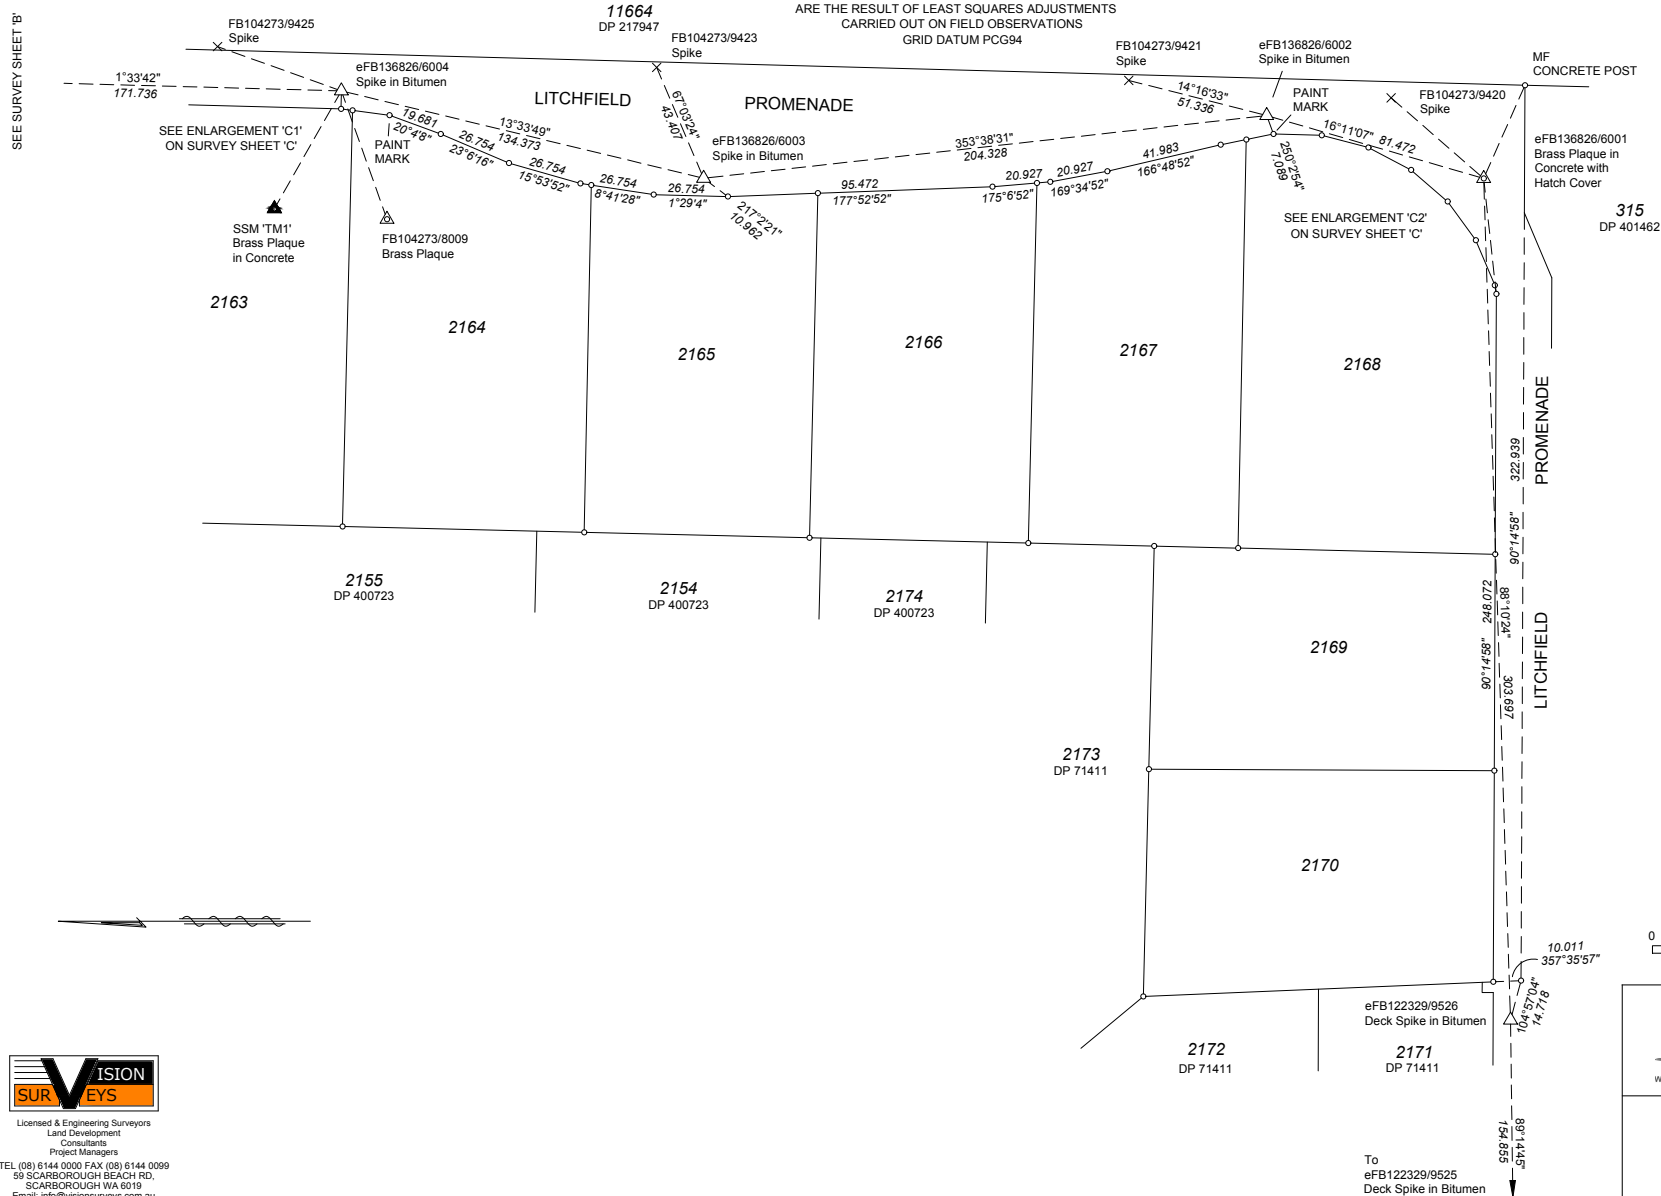 SEE SURVEY SHEET 'B'
11664
DP 217947
ARE THE RESULT OF LEAST SQUARES ADJUSTMENTS
CARRIED OUT ON FIELD OBSERVATIONS
GRID DATUM PCG94
FB104273/9425
Spike
FB104273/9423
Spike
FB104273/9421
Spike
eFB136826/6002
Spike in Bitumen
MF
CONCRETE POST
1°33'42"
171.736
eFB136826/6004
Spike in Bitumen
LITCHFIELD
PROMENADE
14°16'33"
51.336
PAINT
MARK
FB104273/9420
Spike
SEE ENLARGEMENT 'C1'
ON SURVEY SHEET 'C'
PAINT
MARK
19.681
20°4'8"
13°33'49"
134.373
26.754
23°6'16"
26.754
15°53'52"
67°03'24"
43.407
eFB136826/6003
Spike in Bitumen
353°38'31"
204.328
16°11'07"
81.472
eFB136826/6001
Brass Plaque in
Concrete with
Hatch Cover
26.754
8°41'28"
26.754
1°29'4"
217°2'21"
10.962
95.472
177°52'52"
20.927
175°6'52"
20.927
169°34'52"
41.983
166°48'52"
250°2'54"
7.089
SSM 'TM1'
Brass Plaque
in Concrete
FB104273/8009
Brass Plaque
SEE ENLARGEMENT 'C2'
ON SURVEY SHEET 'C'
315
DP 401462
2163
2164
2165
2166
2167
2168
PROMENADE
322.939
90°14'58"
2155
DP 400723
2154
DP 400723
2174
DP 400723
248.072
90°14'58"
88°10'24"
303.697
2169
LITCHFIELD
2173
DP 71411
2170
10.011
357°35'57"
0
104°57'04"
14.718
eFB122329/9526
Deck Spike in Bitumen
2172
DP 71411
2171
DP 71411
W
89°14'45"
154.855
To
eFB122329/9525
Deck Spike in Bitumen
VISION
SURVEYS
Licensed & Engineering Surveyors
Land Development
Consultants
Project Managers
TEL (08) 6144 0000 FAX (08) 6144 0099
59 SCARBOROUGH BEACH RD,
SCARBOROUGH WA 6019
Email: info@visionsurveys.com.au